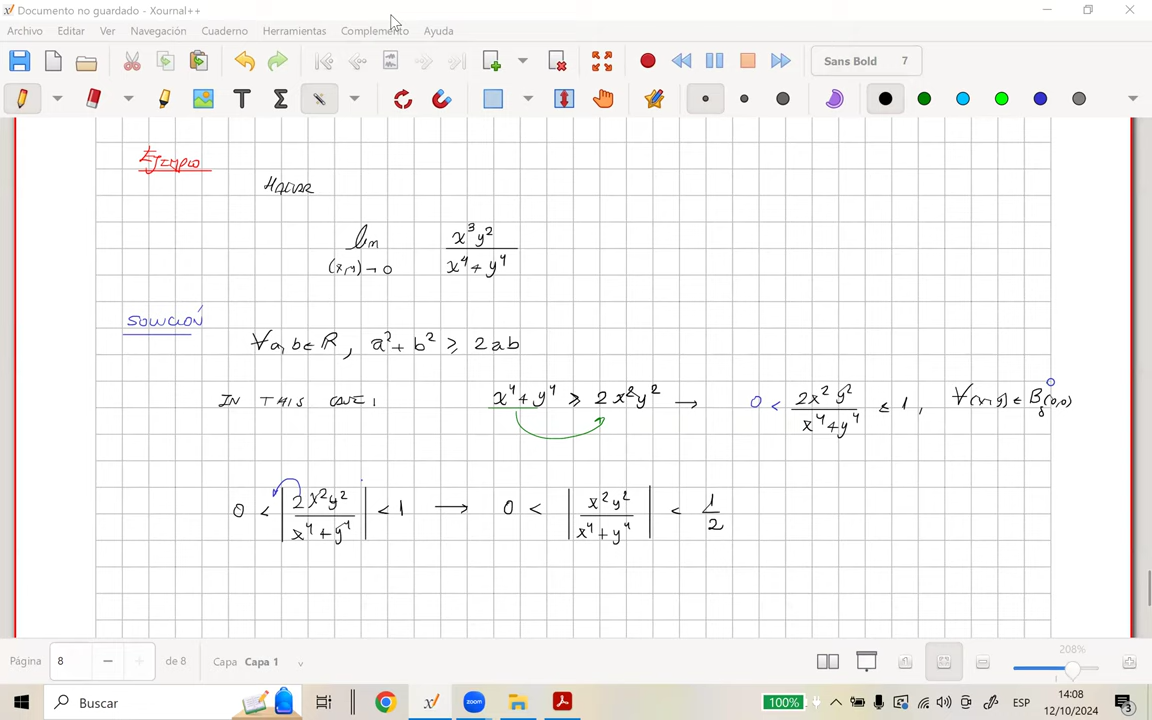 Documento no guardado - Xournal++
Archivo Editar Ver Navegación Cuaderno Herramientas Complemento Ayuda
Sans Bold 7
Ejemplo
Hallar
lim (x,y)→0 x³y² / x⁴+y⁴
Solución
∀a,b∈ℝ, a²+b² ≥ 2ab
IN THIS CASE: x⁴+y⁴ ≥ 2x²y² → 0 < 2x²y² / x⁴+y⁴ ≤ 1, ∀(x,y)∈B°δ(0,0)
0 < |2x²y² / x⁴+y⁴| < 1 → 0 < |x²y² / x⁴+y⁴| < 1/2
Página 8 de 8 Capa Capa 1
208%
Buscar
100%
ESP
14:08
12/10/2024
3